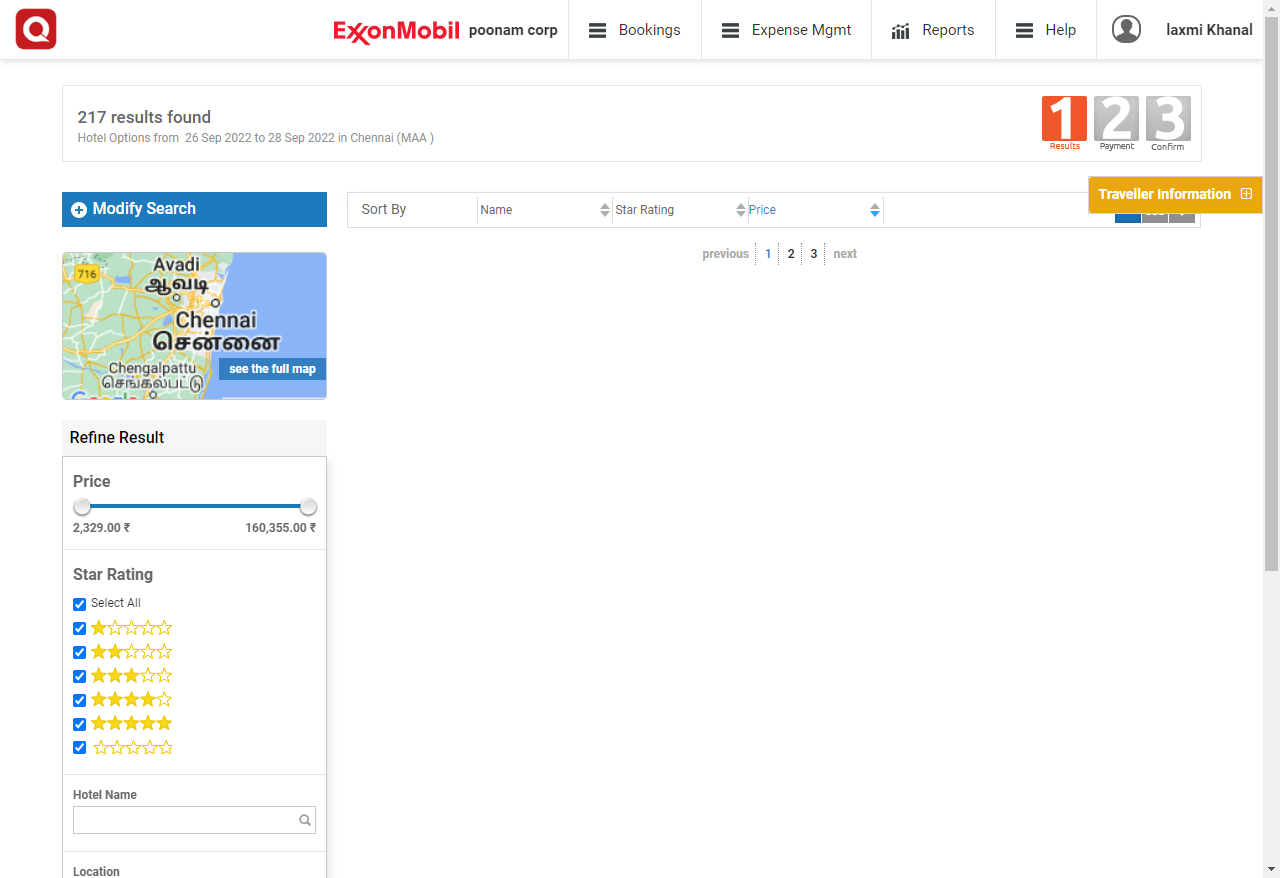 Q
ExxonMobil poonam corp Bookings Expense Mgmt Reports Help laxmi Khanal
217 results found
Hotel Options from 26 Sep 2022 to 28 Sep 2022 in Chennai (MAA )
1 2 3
Results Payment Confirm
Traveller Information
Modify Search
Sort By Name Star Rating Price
previous 1 2 3 next
716
Avadi
ஆவடி
Chennai
சென்னை
Chengalpattu
செங்கல்பட்டு
Google
see the full map
Refine Result
Price
2,329.00 ₹ 160,355.00 ₹
Star Rating
Select All
Hotel Name
Location